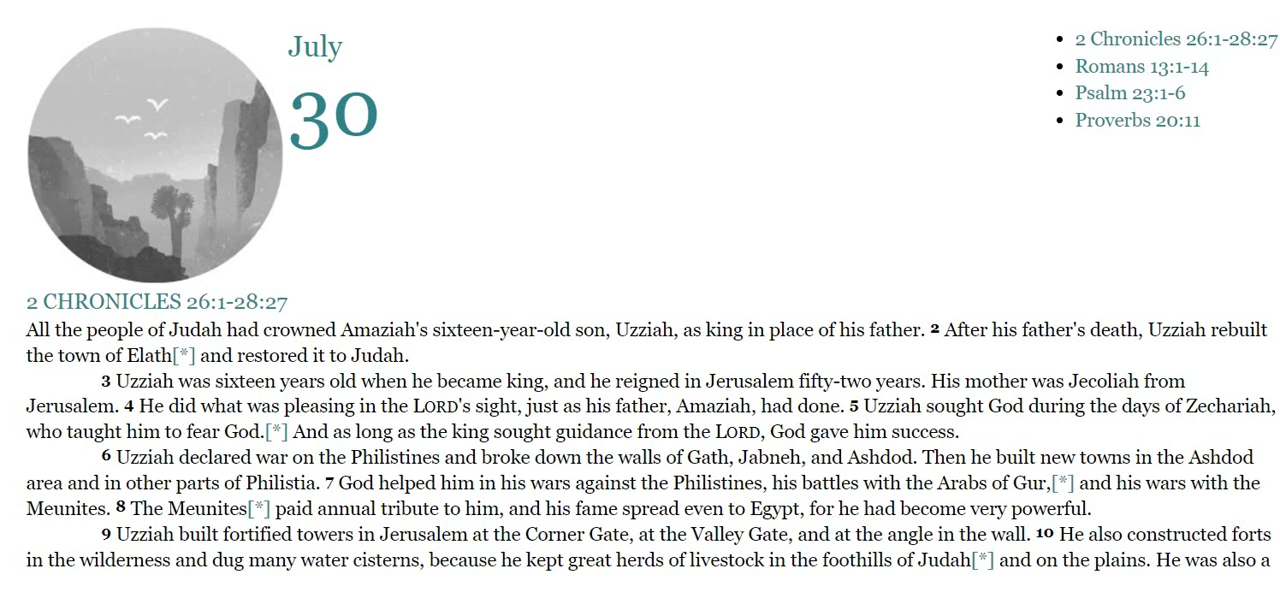 July
30
• 2 Chronicles 26:1-28:27
• Romans 13:1-14
• Psalm 23:1-6
• Proverbs 20:11
2 CHRONICLES 26:1-28:27
All the people of Judah had crowned Amaziah's sixteen-year-old son, Uzziah, as king in place of his father. 2 After his father's death, Uzziah rebuilt
the town of Elath[*] and restored it to Judah.
3 Uzziah was sixteen years old when he became king, and he reigned in Jerusalem fifty-two years. His mother was Jecoliah from
Jerusalem. 4 He did what was pleasing in the LORD's sight, just as his father, Amaziah, had done. 5 Uzziah sought God during the days of Zechariah,
who taught him to fear God.[*] And as long as the king sought guidance from the LORD, God gave him success.
6 Uzziah declared war on the Philistines and broke down the walls of Gath, Jabneh, and Ashdod. Then he built new towns in the Ashdod
area and in other parts of Philistia. 7 God helped him in his wars against the Philistines, his battles with the Arabs of Gur,[*] and his wars with the
Meunites. 8 The Meunites[*] paid annual tribute to him, and his fame spread even to Egypt, for he had become very powerful.
9 Uzziah built fortified towers in Jerusalem at the Corner Gate, at the Valley Gate, and at the angle in the wall. 10 He also constructed forts
in the wilderness and dug many water cisterns, because he kept great herds of livestock in the foothills of Judah[*] and on the plains. He was also a